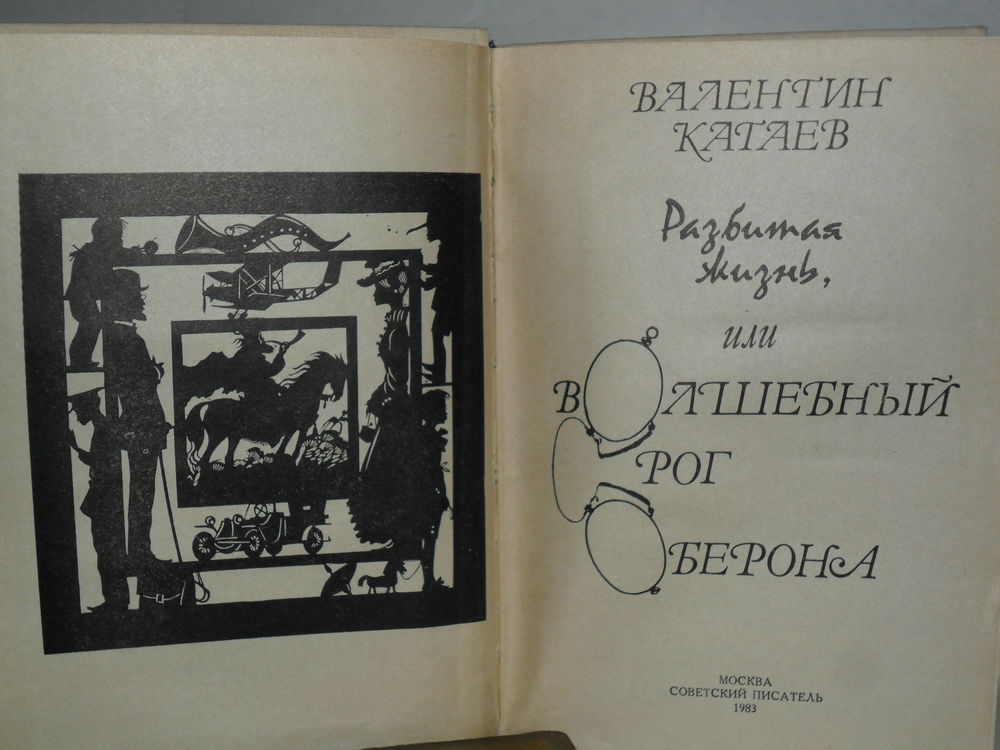 ВАЛЕНТИН
КАТАЕВ
Разбитая
жизнь,
или
ВОЛШЕБНЫЙ
РОГ
ОБЕРОНА
МОСКВА
СОВЕТСКИЙ ПИСАТЕЛЬ
1983